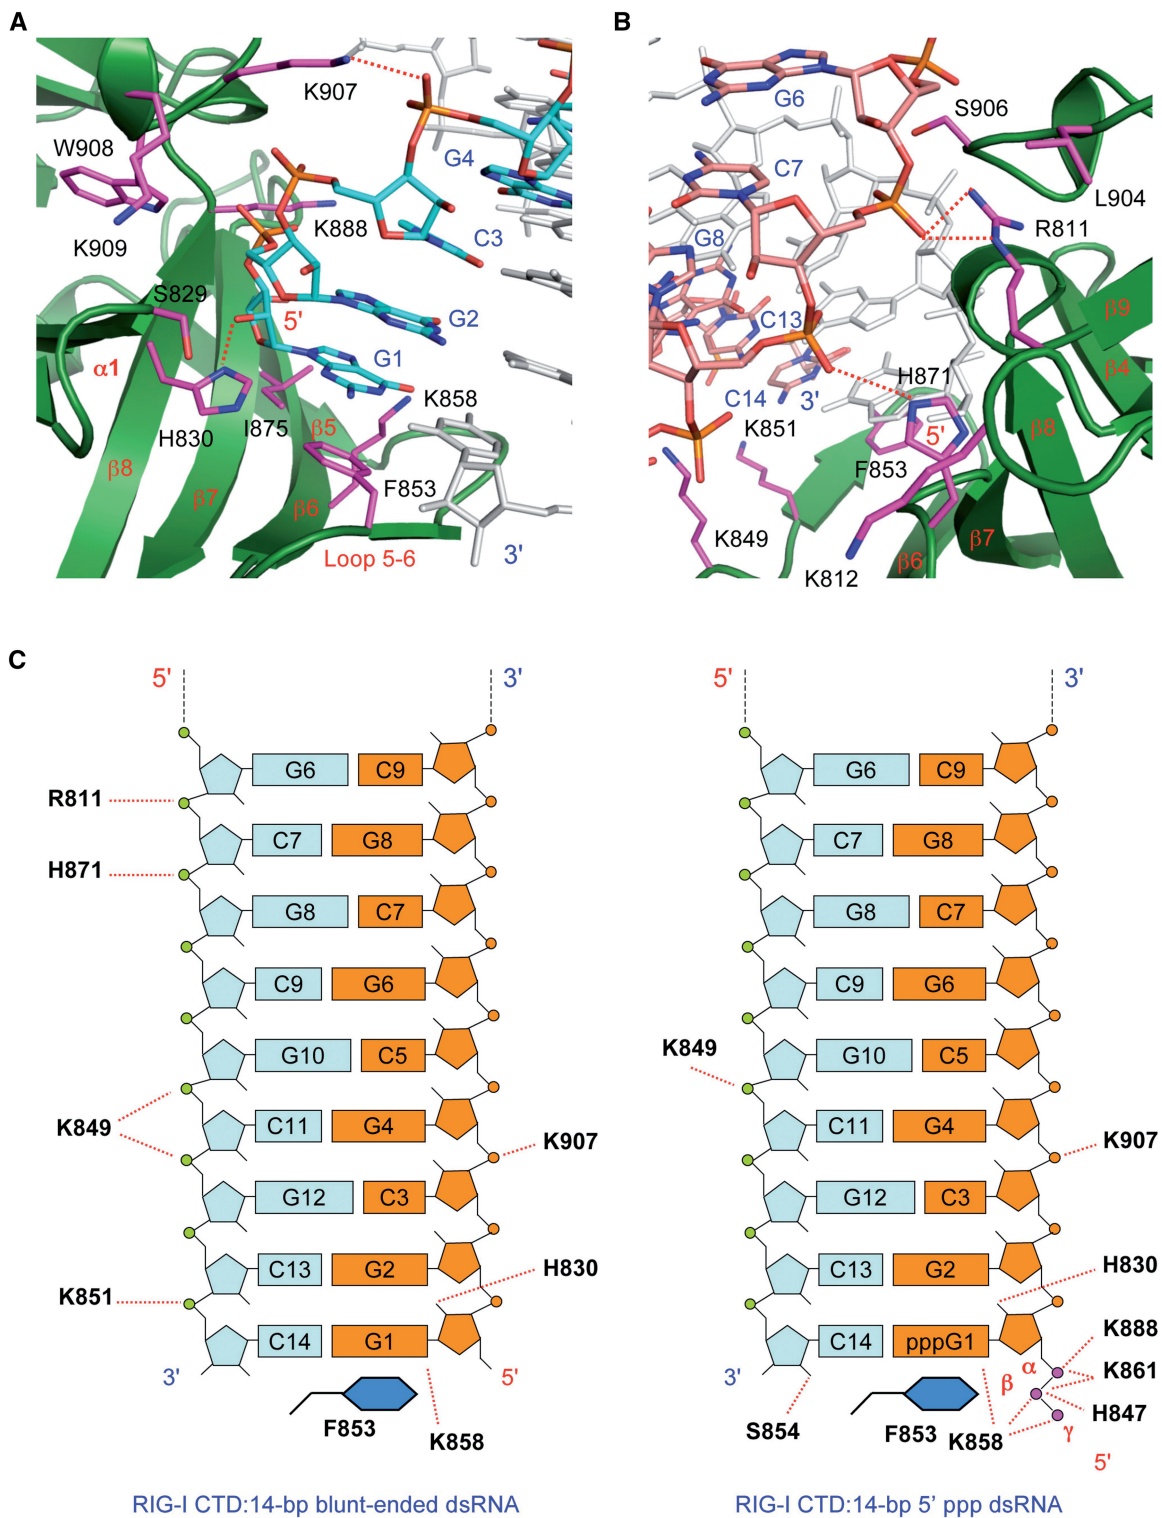 A
K907
W908
G4
K888
C3
K909
S829
5'
G2
α1
G1
K858
H830
I875
β5
β8
β7
F853
β6
Loop 5-6
3'
B
G6
S906
C7
L904
R811
G8
β9
C13
β4
H871
C14
3'
K851
5'
β8
F853
K849
β7
β6
K812
C
5' 3'
G6 C9
R811
C7 G8
H871
G8 C7
C9 G6
G10 C5
K849
C11 G4
K907
G12 C3
H830
C13 G2
K851
C14 G1
3' 5'
F853
K858
RIG-I CTD:14-bp blunt-ended dsRNA
5' 3'
G6 C9
C7 G8
G8 C7
C9 G6
K849
G10 C5
C11 G4
K907
G12 C3
H830
C13 G2
K888
C14 pppG1
α
K861
3'
β
H847
S854
F853
K858
γ
5'
RIG-I CTD:14-bp 5’ ppp dsRNA